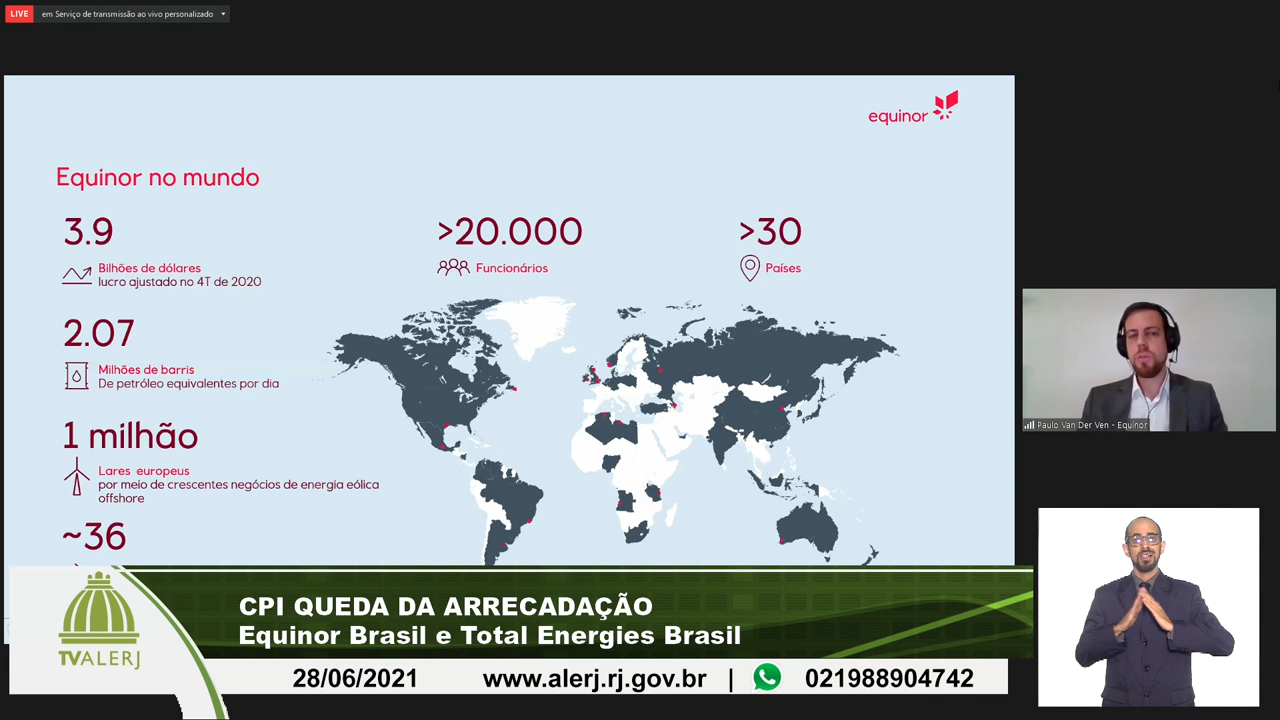 LIVE em Serviço de transmissão ao vivo personalizado
equinor
Equinor no mundo
3.9
Bilhões de dólares
lucro ajustado no 4T de 2020
>20.000
Funcionários
>30
Países
2.07
Milhões de barris
De petróleo equivalentes por dia
1 milhão
Lares europeus
por meio de crescentes negócios de energia eólica
offshore
~36
Paulo Van Der Ven - Equinor
TVALERJ
CPI QUEDA DA ARRECADAÇÃO
Equinor Brasil e Total Energies Brasil
28/06/2021 www.alerj.rj.gov.br | 021988904742